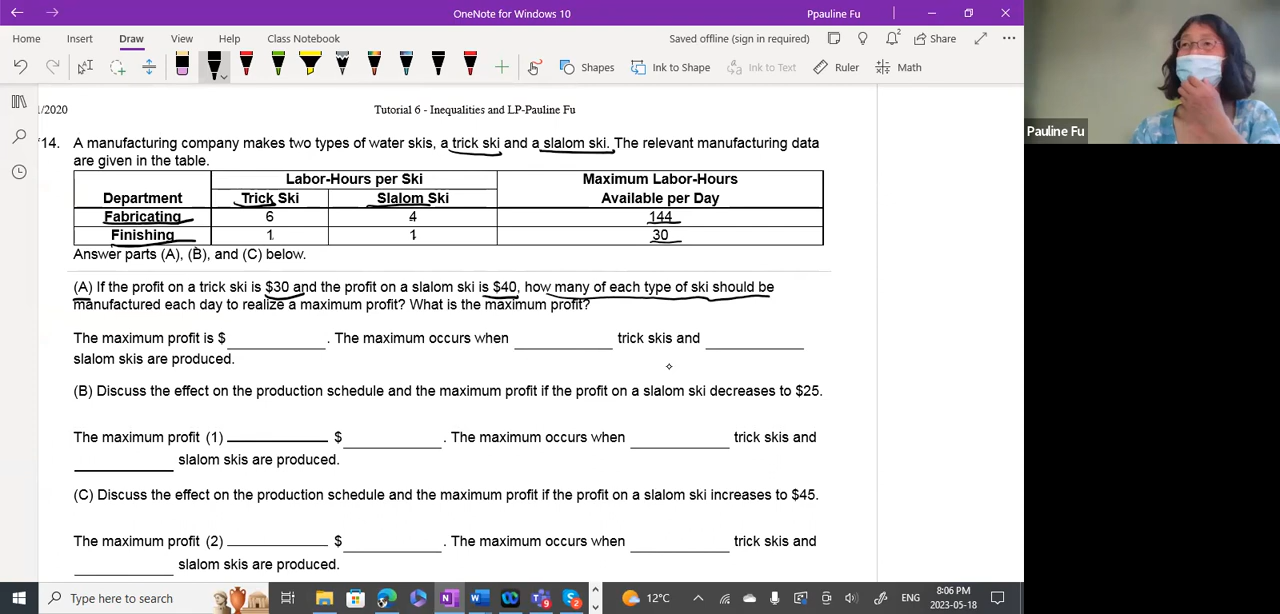 OneNote for Windows 10
Ppauline Fu
Home Insert Draw View Help Class Notebook
Saved offline (sign in required) Share
Shapes Ink to Shape Ink to Text Ruler Math
1/2020 Tutorial 6 - Inequalities and LP-Pauline Fu
14. A manufacturing company makes two types of water skis, a trick ski and a slalom ski. The relevant manufacturing data
are given in the table.
Labor-Hours per Ski Maximum Labor-Hours
Department Trick Ski Slalom Ski Available per Day
Fabricating 6 4 144
Finishing 1 1 30
Answer parts (A), (B), and (C) below.
(A) If the profit on a trick ski is $30 and the profit on a slalom ski is $40, how many of each type of ski should be
manufactured each day to realize a maximum profit? What is the maximum profit?
The maximum profit is $ . The maximum occurs when trick skis and
slalom skis are produced.
(B) Discuss the effect on the production schedule and the maximum profit if the profit on a slalom ski decreases to $25.
The maximum profit (1) $ . The maximum occurs when trick skis and
slalom skis are produced.
(C) Discuss the effect on the production schedule and the maximum profit if the profit on a slalom ski increases to $45.
The maximum profit (2) $ . The maximum occurs when trick skis and
slalom skis are produced.
Pauline Fu
Type here to search
12°C
ENG
8:06 PM
2023-05-18